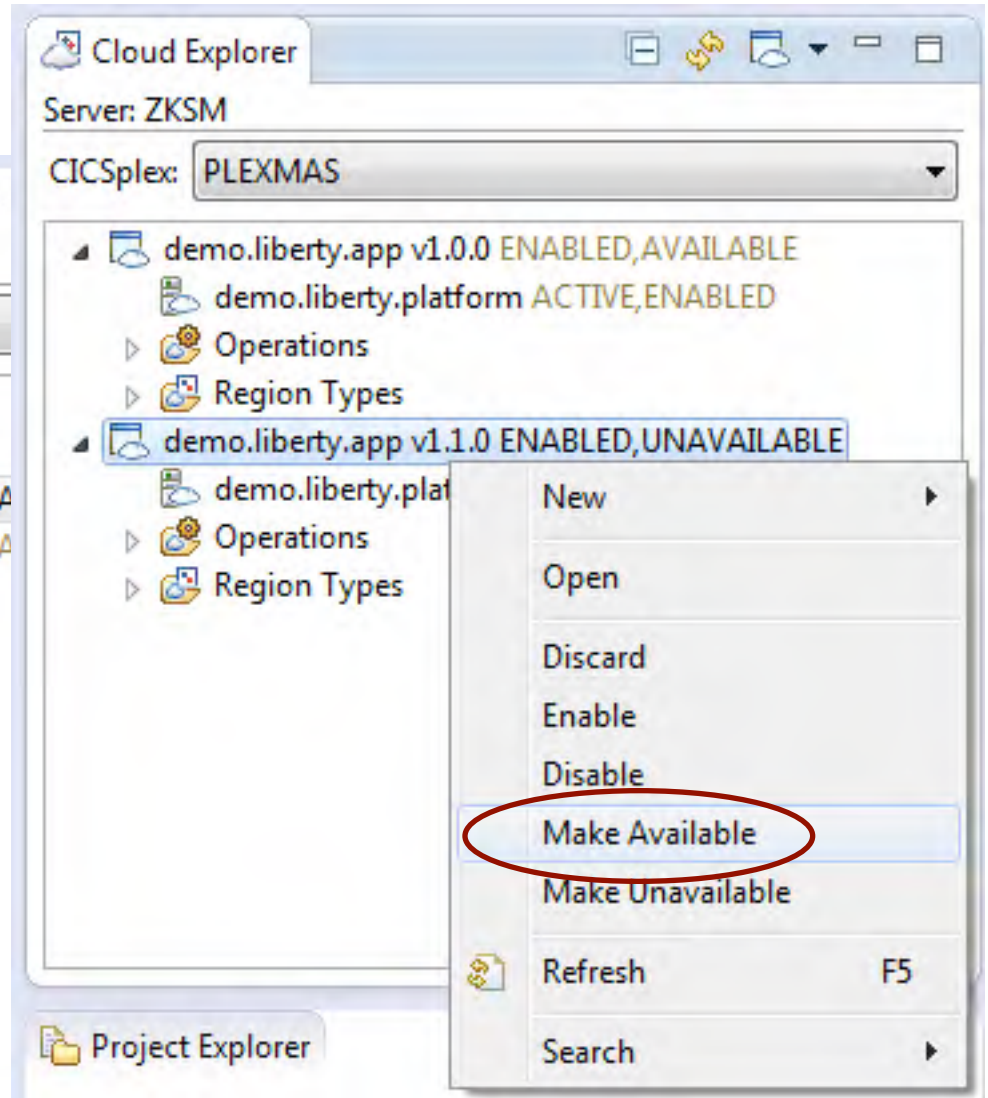 Cloud Explorer
Server: ZKSM
CICSplex: PLEXMAS
demo.liberty.app v1.0.0 ENABLED,AVAILABLE
demo.liberty.platform ACTIVE,ENABLED
Operations
Region Types
demo.liberty.app v1.1.0 ENABLED,UNAVAILABLE
demo.liberty.plat
Operations
Region Types
New
Open
Discard
Enable
Disable
Make Available
Make Unavailable
Refresh F5
Search
Project Explorer